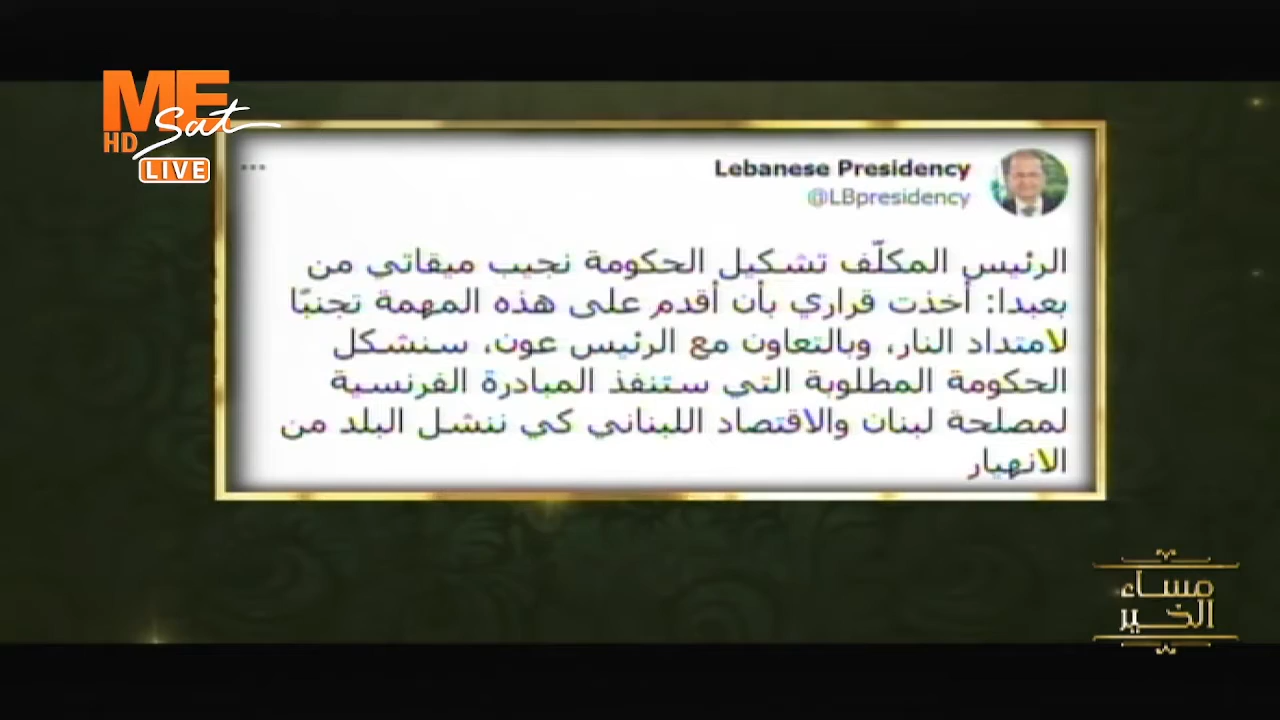 ME
Sat
HD
LIVE
Lebanese Presidency
@LBpresidency
الرئيس المكلّف تشكيل الحكومة نجيب ميقاتي من
بعبدا: أخذت قراري بأن أقدم على هذه المهمة تجنبًا
لامتداد النار، وبالتعاون مع الرئيس عون، سنشكل
الحكومة المطلوبة التي ستنفذ المبادرة الفرنسية
لمصلحة لبنان والاقتصاد اللبناني كي ننشل البلد من
الانهيار
مساء
الخير